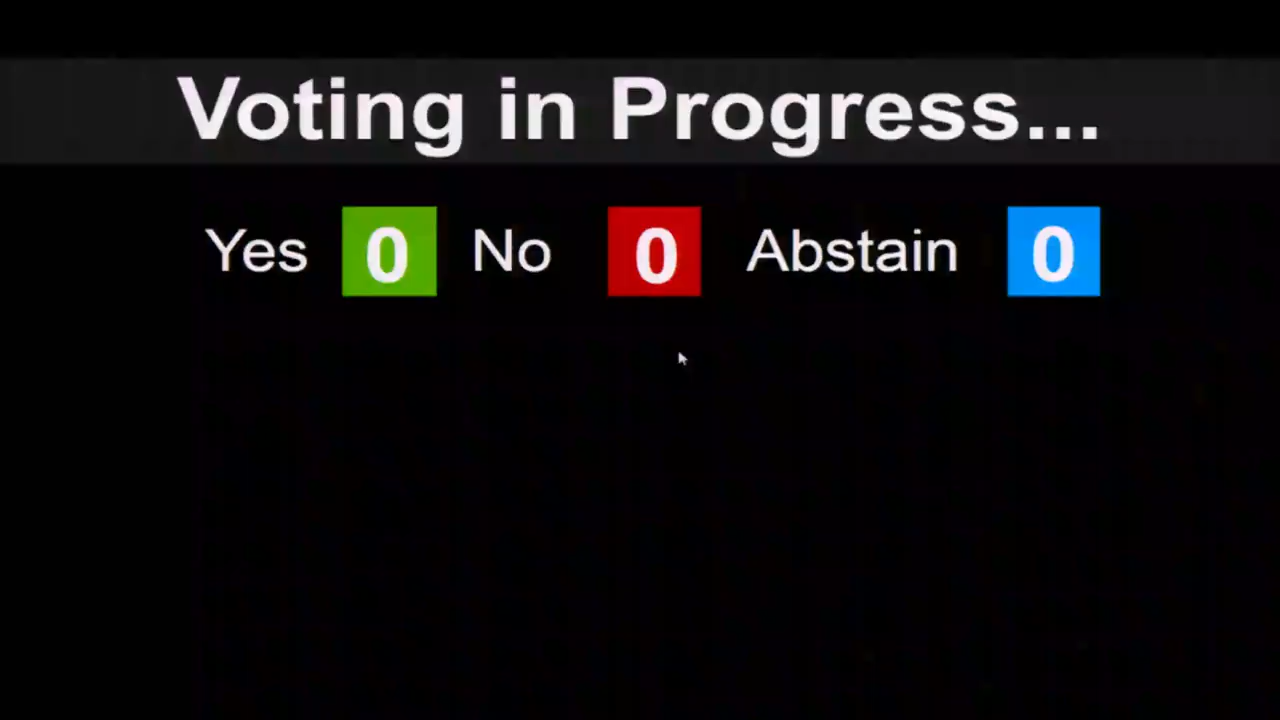 Voting in Progress...
Yes 0 No 0 Abstain 0